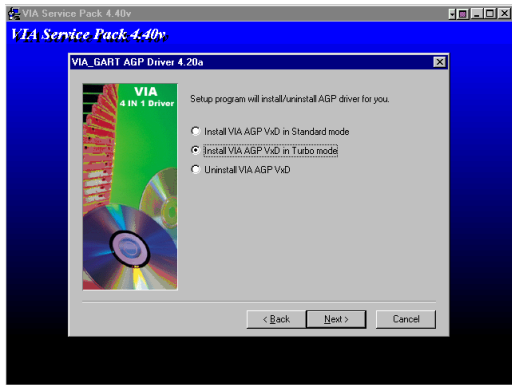 VIA Service Pack 4.40v
VIA Service Pack 4.40v
VIA_GART AGP Driver 4.20a
VIA
4 IN 1 Driver
Setup program will install/uninstall AGP driver for you.
Install VIA AGP VxD in Standard mode
Install VIA AGP VxD in Turbo mode
Uninstall VIA AGP VxD
< Back
Next >
Cancel